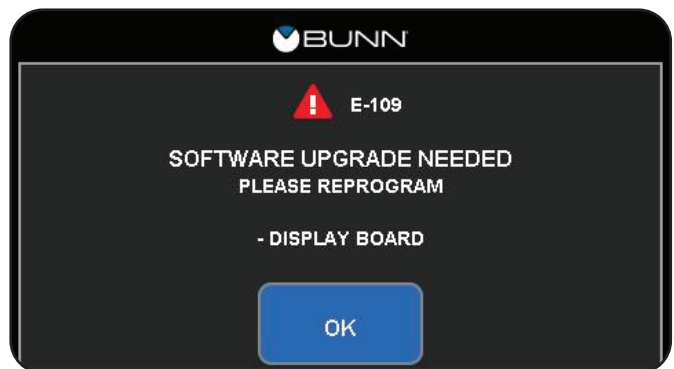 BUNN
E-109
SOFTWARE UPGRADE NEEDED
PLEASE REPROGRAM
- DISPLAY BOARD
OK